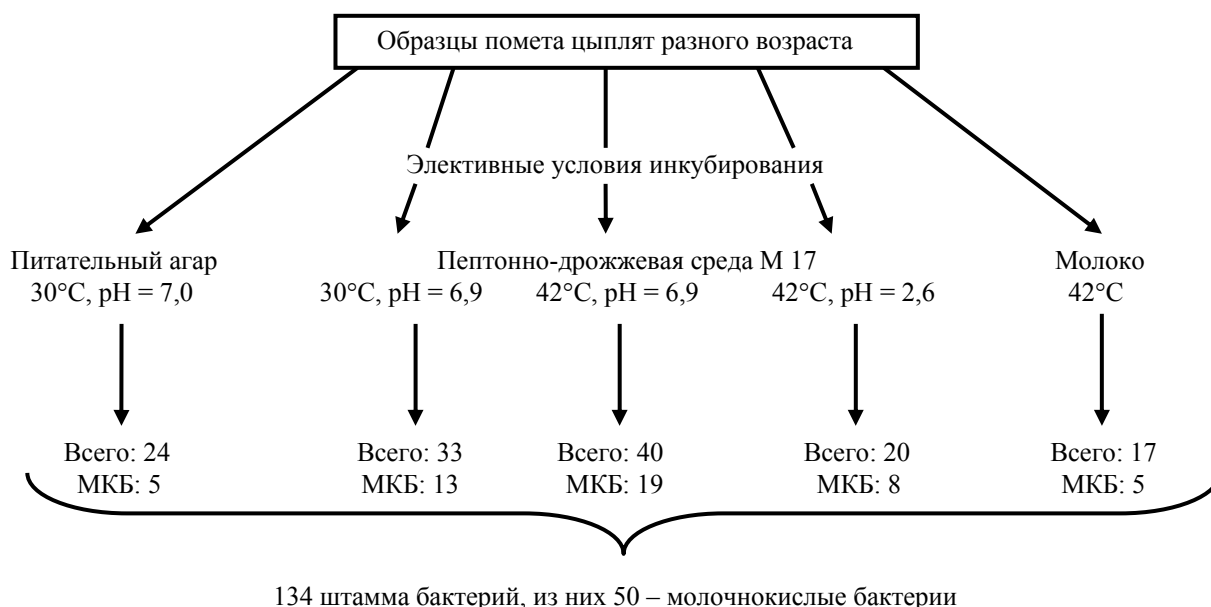 Образцы помета цыплят разного возраста
Элективные условия инкубирования
Питательный агар
30°C, pH = 7,0
Пептонно-дрожжевая среда М 17
30°C, pH = 6,9
42°C, pH = 6,9
42°C, pH = 2,6
Молоко
42°C
Всего: 24
МКБ: 5
Всего: 33
МКБ: 13
Всего: 40
МКБ: 19
Всего: 20
МКБ: 8
Всего: 17
МКБ: 5
134 штамма бактерий, из них 50 – молочнокислые бактерии